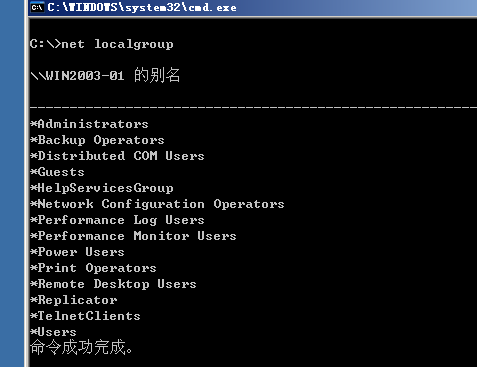 C:\WINDOWS\system32\cmd.exe
C:\>net localgroup
\\WIN2003-01 的别名
-------------------------------------------------------
*Administrators
*Backup Operators
*Distributed COM Users
*Guests
*HelpServicesGroup
*Network Configuration Operators
*Performance Log Users
*Performance Monitor Users
*Power Users
*Print Operators
*Remote Desktop Users
*Replicator
*TelnetClients
*Users
命令成功完成。